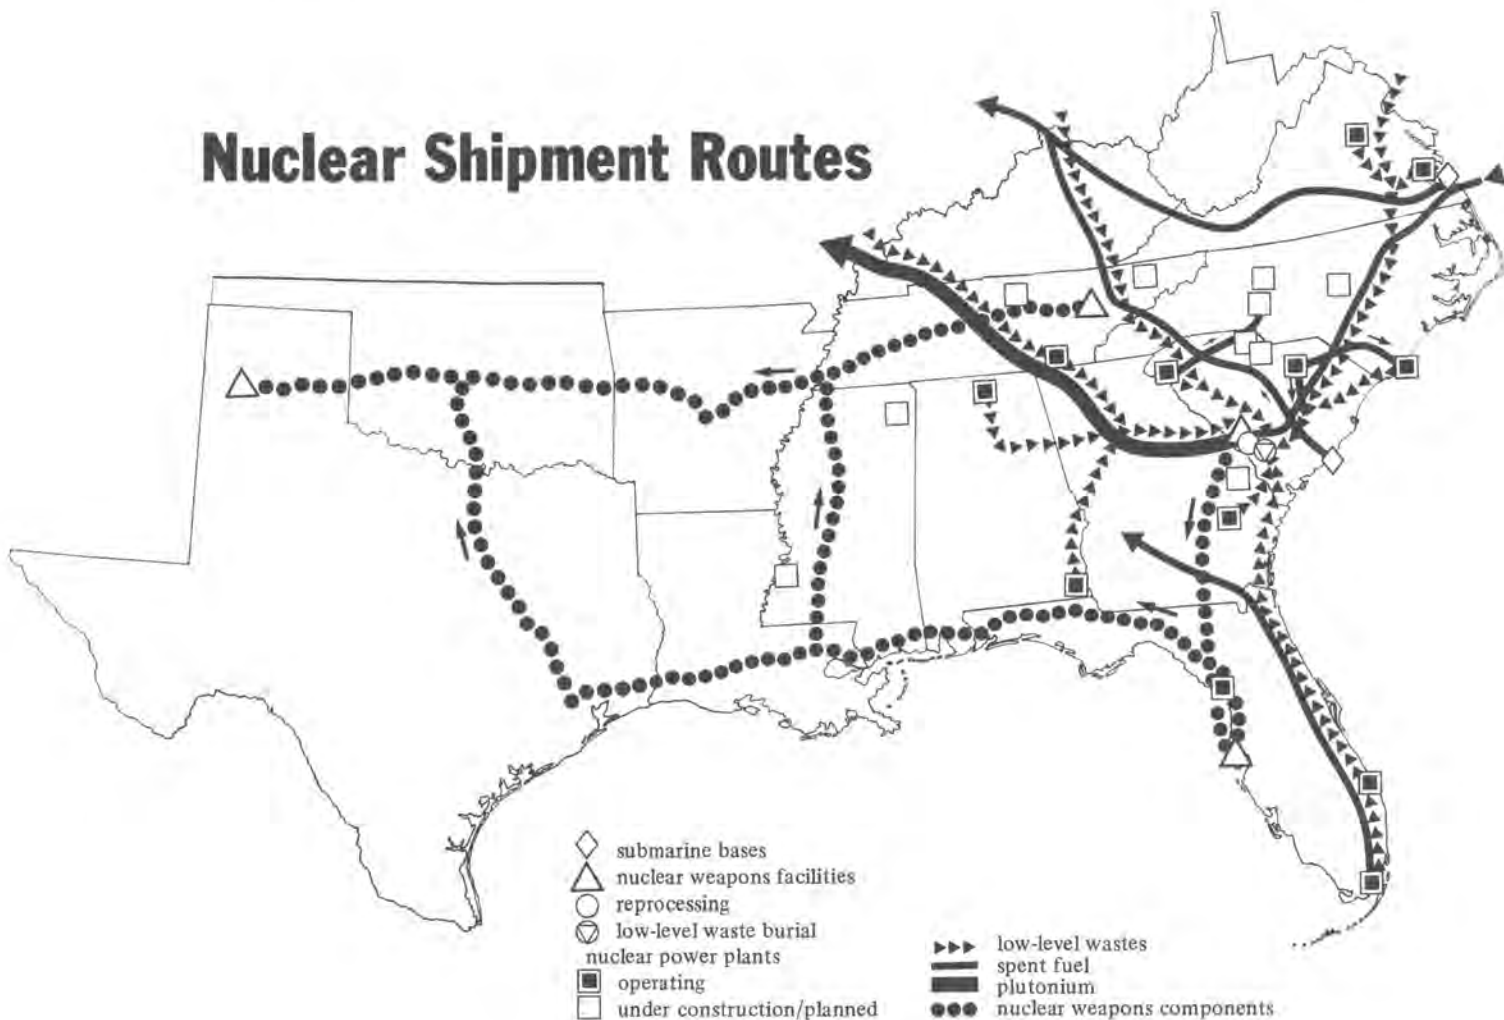 Nuclear Shipment Routes
submarine bases
nuclear weapons facilities
reprocessing
low-level waste burial
nuclear power plants
operating
under construction/planned
low-level wastes
spent fuel
plutonium
nuclear weapons components